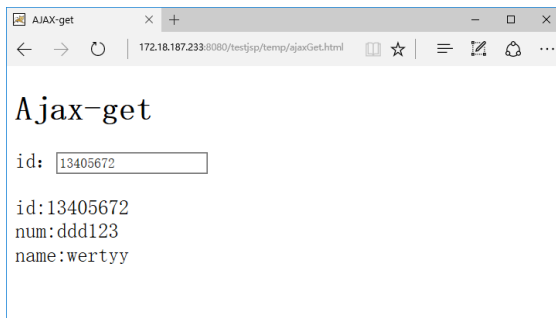 AJAX-get
172.18.187.233:8080/testjsp/temp/ajaxGet.html
Ajax-get
id: 13405672
id:13405672
num:ddd123
name:wertyy